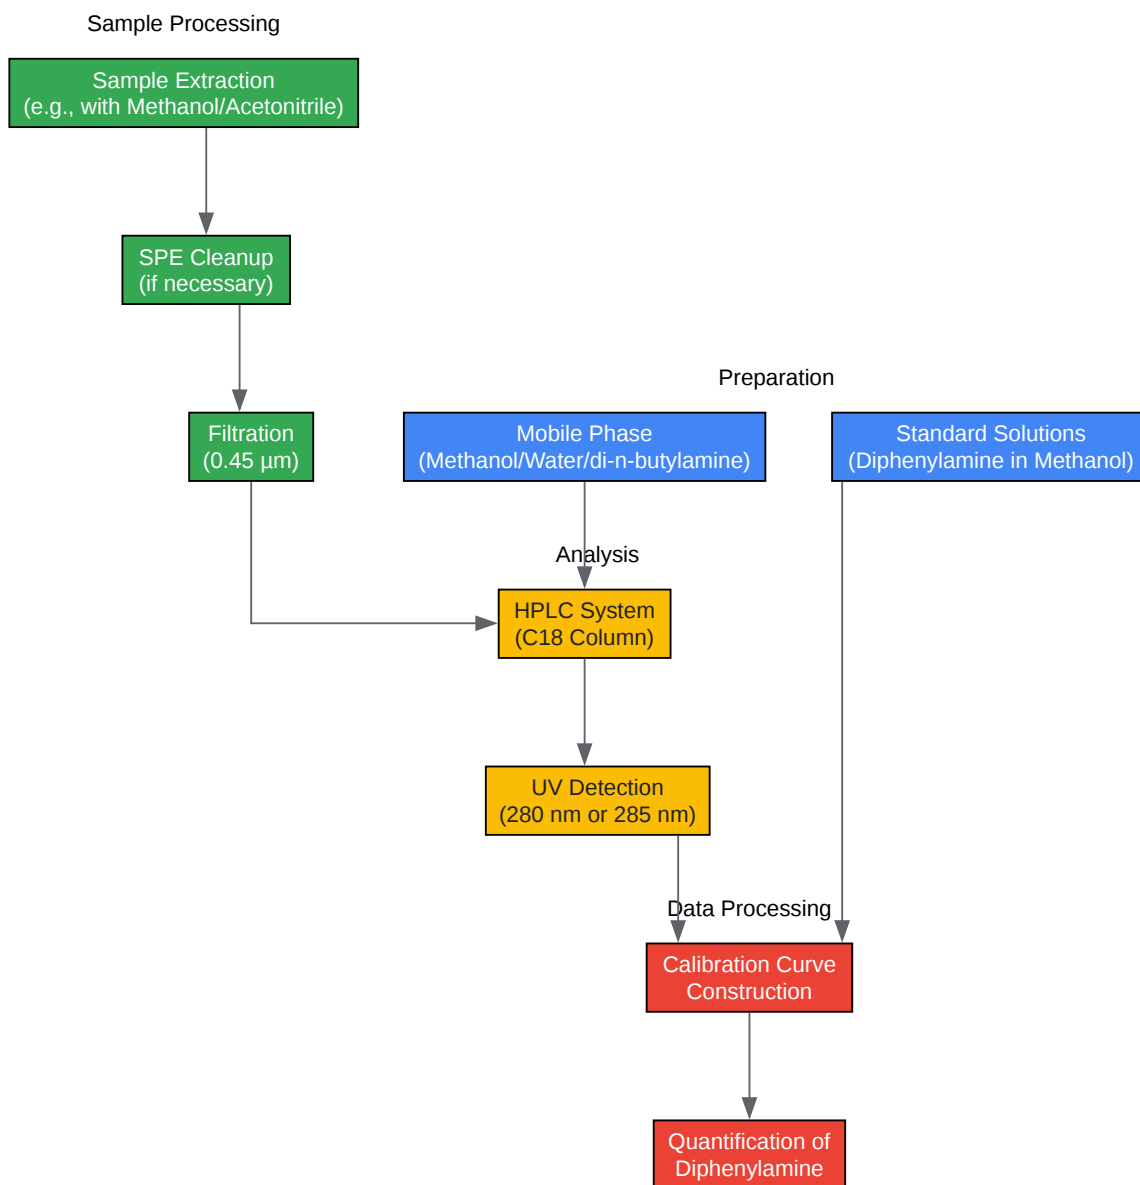 Sample Processing
Sample Extraction
(e.g., with Methanol/Acetonitrile)
SPE Cleanup
(if necessary)
Preparation
Filtration
(0.45 µm)
Mobile Phase
(Methanol/Water/di-n-butylamine)
Standard Solutions
(Diphenylamine in Methanol)
Analysis
HPLC System
(C18 Column)
UV Detection
(280 nm or 285 nm)
Data Processing
Calibration Curve
Construction
Quantification of
Diphenylamine